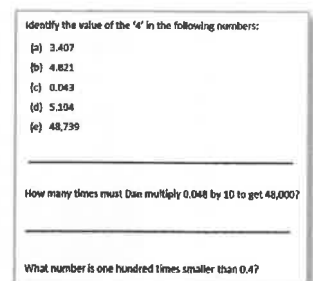 Identify the value of the '4' in the following numbers:
(a) 3.407
(b) 4.821
(c) 0.043
(d) 5.104
(e) 48,739
How many times must Dan multiply 0.048 by 10 to get 48,000?
What number is one hundred times smaller than 0.4?